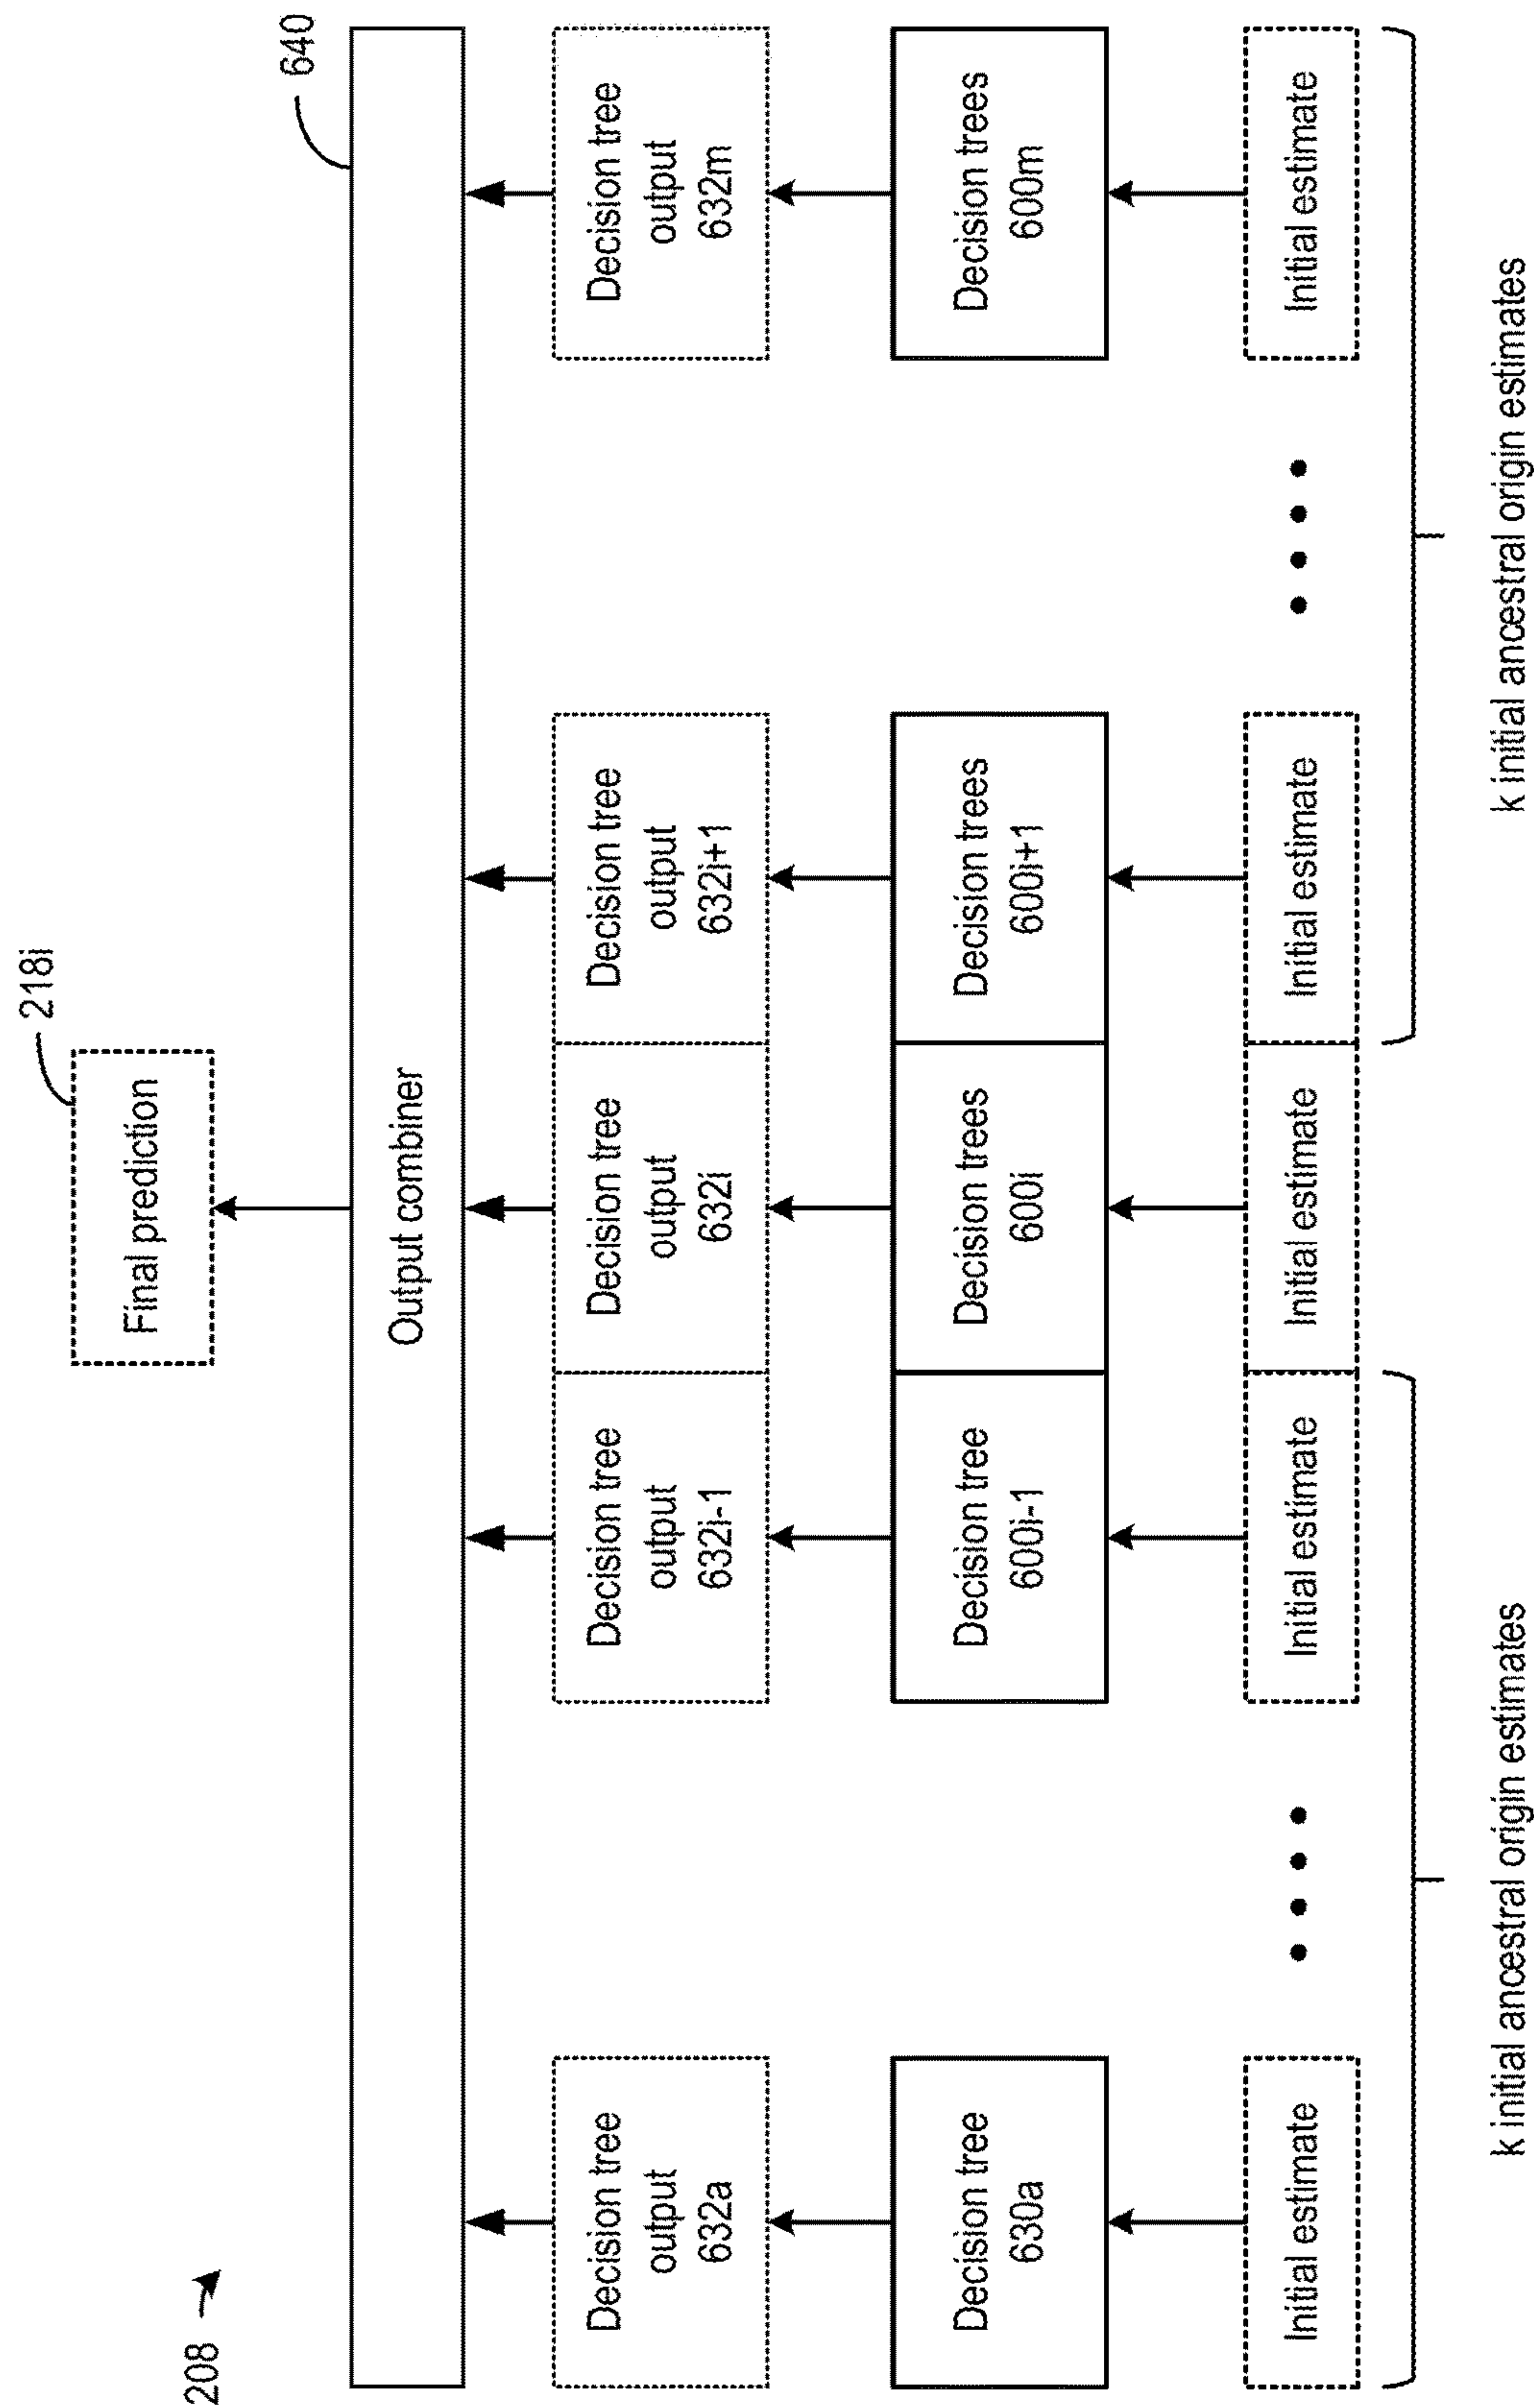 208
Final prediction
218i
640
Output combiner
Decision tree
output
632a
Decision tree
output
632i-1
Decision tree
output
632i
Decision tree
output
632i+1
Decision tree
output
632m
Decision tree
630a
Decision tree
600i-1
Decision trees
600i
Decision trees
600i+1
Decision trees
600m
Initial estimate
Initial estimate
Initial estimate
Initial estimate
Initial estimate
k initial ancestral origin estimates
k initial ancestral origin estimates